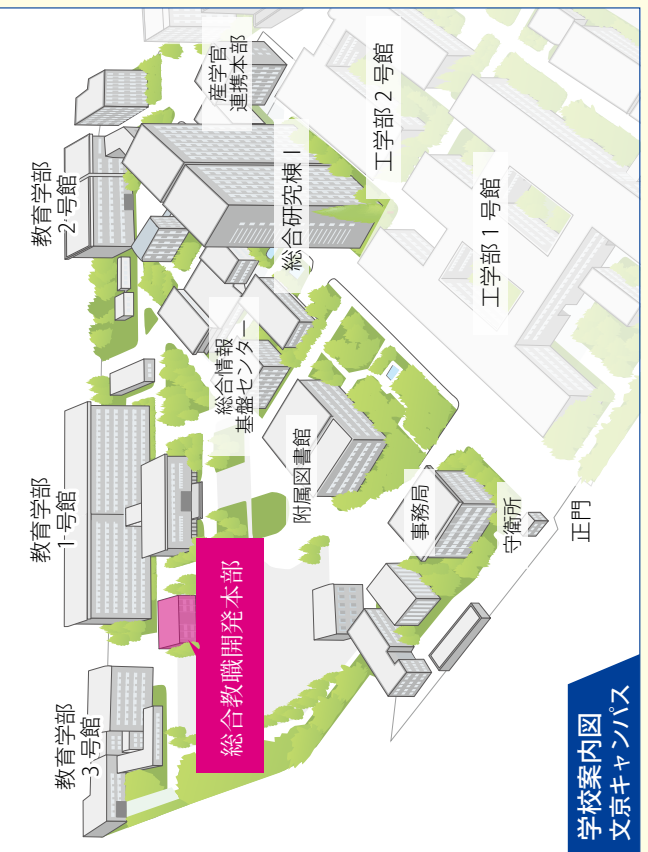 教育学部
3 号館
教育学部
1 号館
教育学部
2 号館
総合教職開発本部
総合情報
基盤センター
産学官
連携本部
総合研究棟 Ⅰ
附属図書館
工学部 2 号館
事務局
工学部 1 号館
守衛所
正門
学校案内図
文京キャンパス